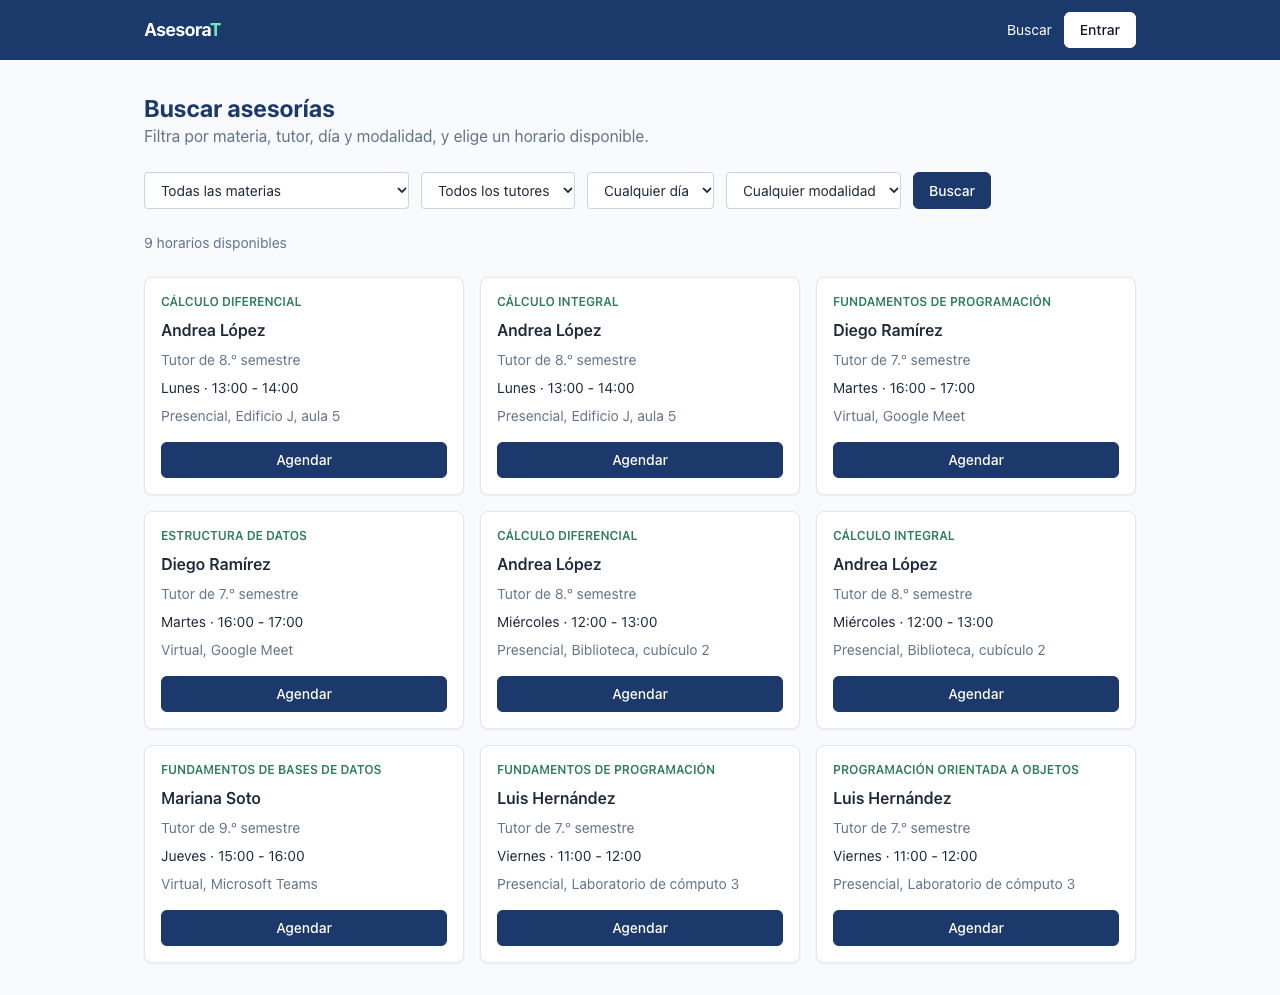 AsesoraT
Buscar
Entrar
Buscar asesorías
Filtra por materia, tutor, día y modalidad, y elige un horario disponible.
Todas las materias
Todos los tutores
Cualquier día
Cualquier modalidad
Buscar
9 horarios disponibles
CÁLCULO DIFERENCIAL
Andrea López
Tutor de 8.º semestre
Lunes · 13:00 - 14:00
Presencial, Edificio J, aula 5
Agendar
CÁLCULO INTEGRAL
Andrea López
Tutor de 8.º semestre
Lunes · 13:00 - 14:00
Presencial, Edificio J, aula 5
Agendar
FUNDAMENTOS DE PROGRAMACIÓN
Diego Ramírez
Tutor de 7.º semestre
Martes · 16:00 - 17:00
Virtual, Google Meet
Agendar
ESTRUCTURA DE DATOS
Diego Ramírez
Tutor de 7.º semestre
Martes · 16:00 - 17:00
Virtual, Google Meet
Agendar
CÁLCULO DIFERENCIAL
Andrea López
Tutor de 8.º semestre
Miércoles · 12:00 - 13:00
Presencial, Biblioteca, cubículo 2
Agendar
CÁLCULO INTEGRAL
Andrea López
Tutor de 8.º semestre
Miércoles · 12:00 - 13:00
Presencial, Biblioteca, cubículo 2
Agendar
FUNDAMENTOS DE BASES DE DATOS
Mariana Soto
Tutor de 9.º semestre
Jueves · 15:00 - 16:00
Virtual, Microsoft Teams
Agendar
FUNDAMENTOS DE PROGRAMACIÓN
Luis Hernández
Tutor de 7.º semestre
Viernes · 11:00 - 12:00
Presencial, Laboratorio de cómputo 3
Agendar
PROGRAMACIÓN ORIENTADA A OBJETOS
Luis Hernández
Tutor de 7.º semestre
Viernes · 11:00 - 12:00
Presencial, Laboratorio de cómputo 3
Agendar